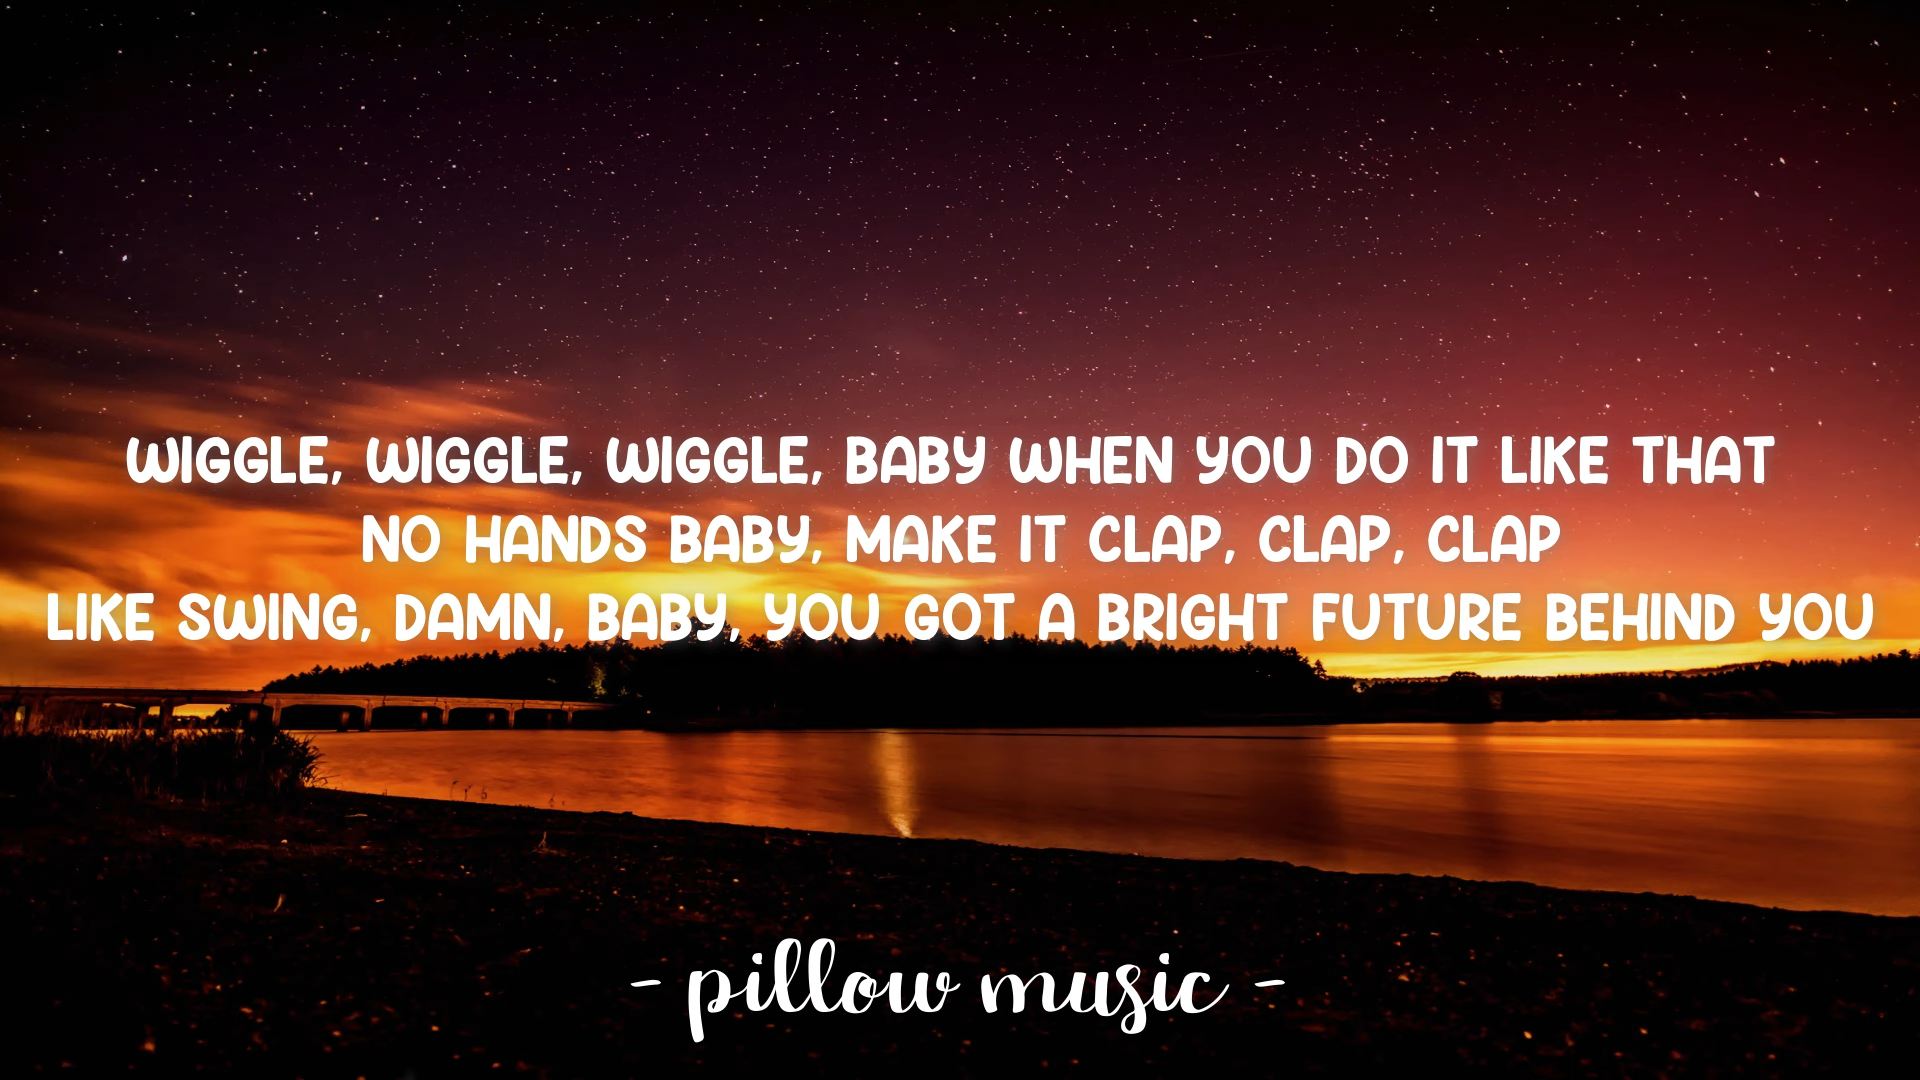 WIGGLE, WIGGLE, WIGGLE, BABY WHEN YOU DO IT LIKE THAT
NO HANDS BABY, MAKE IT CLAP, CLAP, CLAP
LIKE SWING, DAMN, BABY, YOU GOT A BRIGHT FUTURE BEHIND YOU
- pillow music -